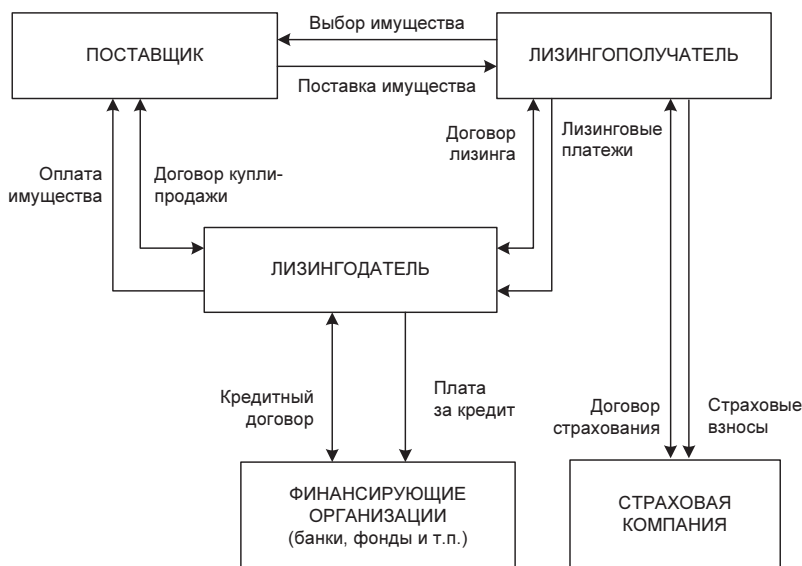 Выбор имущества
ПОСТАВЩИК
ЛИЗИНГОПОЛУЧАТЕЛЬ
Поставка имущества
Оплата
имущества
Договор купли-
продажи
Договор
лизинга
Лизинговые
платежи
ЛИЗИНГОДАТЕЛЬ
Кредитный
договор
Плата
за кредит
Договор
страхования
Страховые
взносы
ФИНАНСИРУЮЩИЕ
ОРГАНИЗАЦИИ
(банки, фонды и т.п.)
СТРАХОВАЯ
КОМПАНИЯ